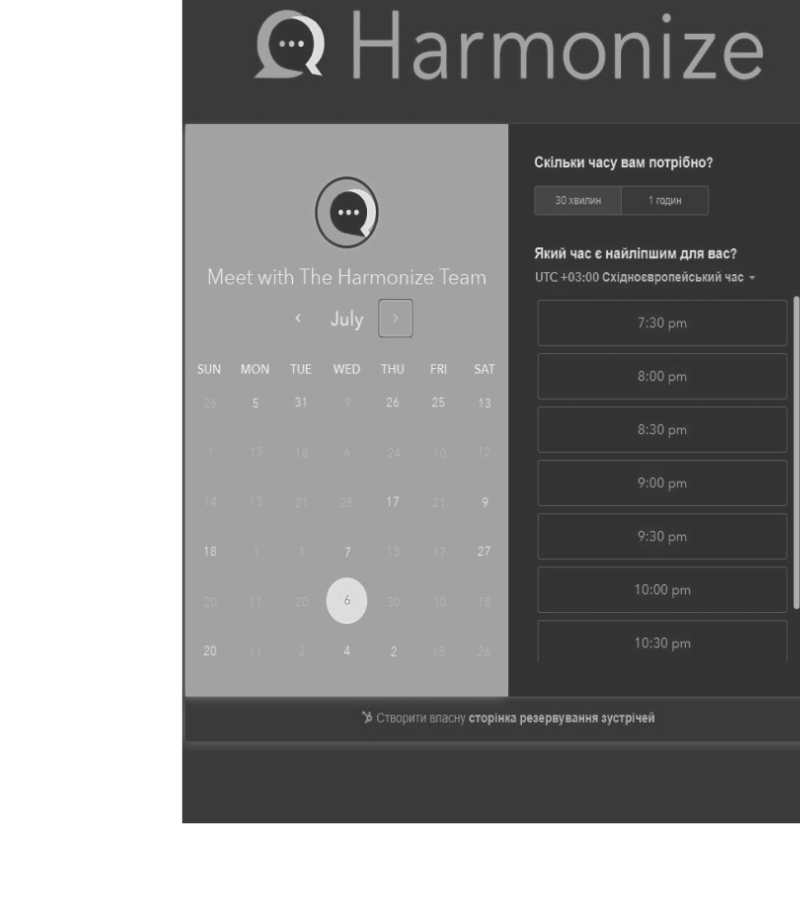 Harmonize
Meet with The Harmonize Team
July
SUN MON TUE WED THU FRI SAT
26 5 31 9 26 25 13
1 13 18 6 24 10 12
14 13 21 25 17 21 9
18 1 1 7 13 17 27
20 11 20 6 30 10 18
20 11 2 4 2 18 26
Скільки часу вам потрібно?
30 хвилин 1 годин
Який час є найліпшим для вас?
UTC +03:00 Східноєвропейський час
7:30 pm
8:00 pm
8:30 pm
9:00 pm
9:30 pm
10:00 pm
10:30 pm
Створити власну сторінка резервування зустрічей